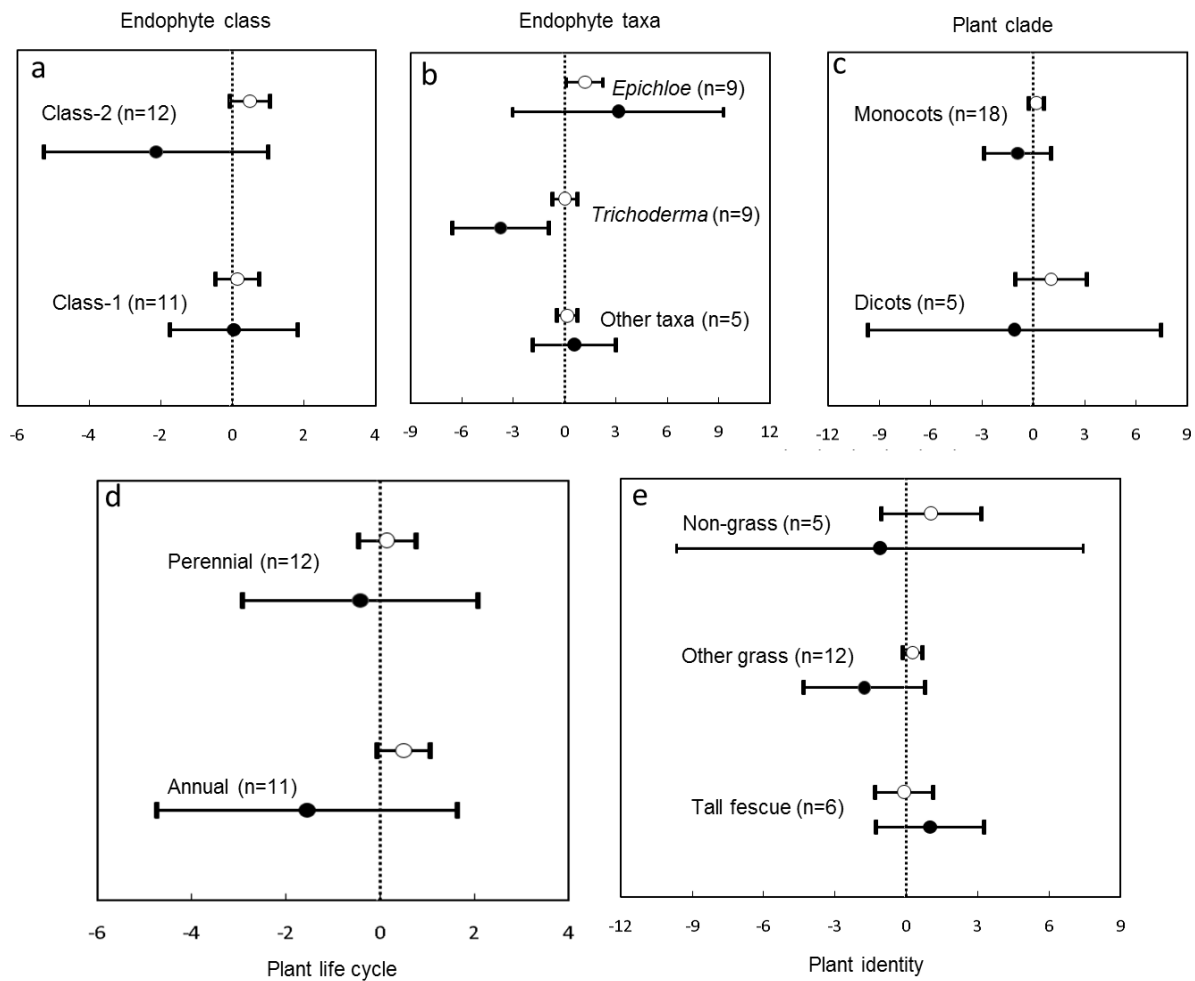 Endophyte class
Endophyte taxa
Plant clade
a
Class-2 (n=12)
Class-1 (n=11)
-6 -4 -2 0 2 4
b
Epichloe (n=9)
Trichoderma (n=9)
Other taxa (n=5)
-9 -6 -3 0 3 6 9 12
c
Monocots (n=18)
Dicots (n=5)
-12 -9 -6 -3 0 3 6 9
d
Perennial (n=12)
Annual (n=11)
-6 -4 -2 0 2 4
Plant life cycle
e
Non-grass (n=5)
Other grass (n=12)
Tall fescue (n=6)
-12 -9 -6 -3 0 3 6 9
Plant identity